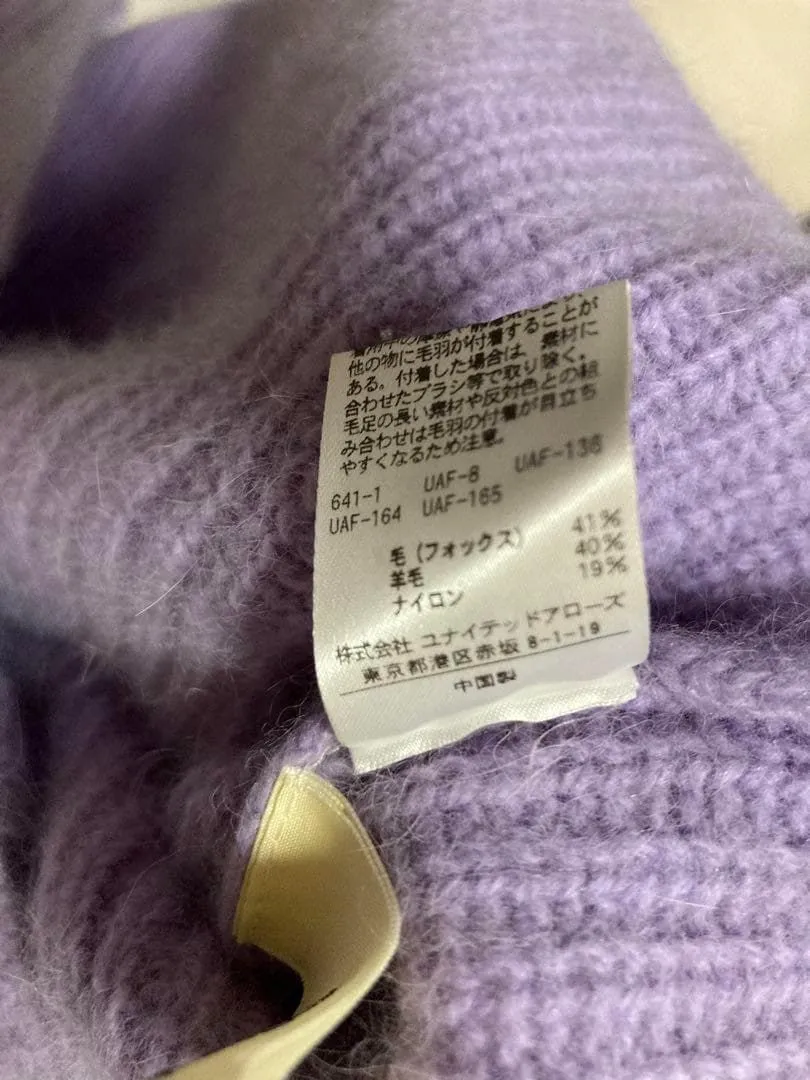 他の物に毛羽が付着することが
ある。付着した場合は、素材に
合わせたブラシ等で取り除く。
毛足の長い素材や反対色との組
み合わせは毛羽の付着が目立ち
やすくなるため注意。
641-1 UAF-8 UAF-136
UAF-164 UAF-165
毛(フォックス) 41%
羊毛 40%
ナイロン 19%
株式会社 ユナイテッドアローズ
東京都港区赤坂 8-1-19
中国製